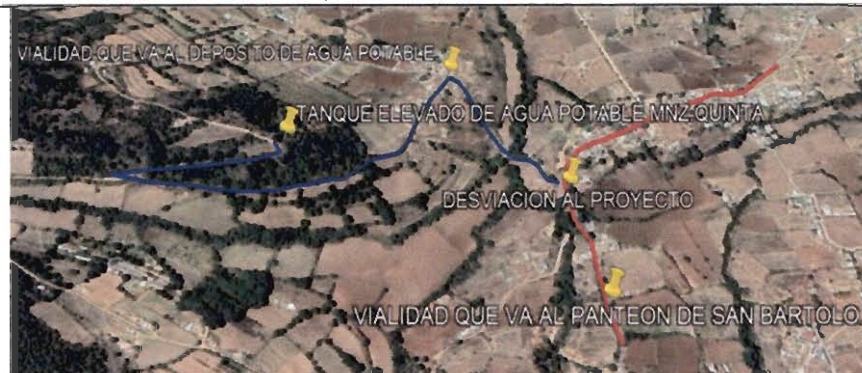 VIALIDAD QUE VA AL DEPOSITO DE AGUA POTABLE
TANQUE ELEVADO DE AGUA POTABLE MNZ QUINTA
DESVIACION AL PROYECTO
VIALIDAD QUE VA AL PANTEON DE SAN BARTOLO